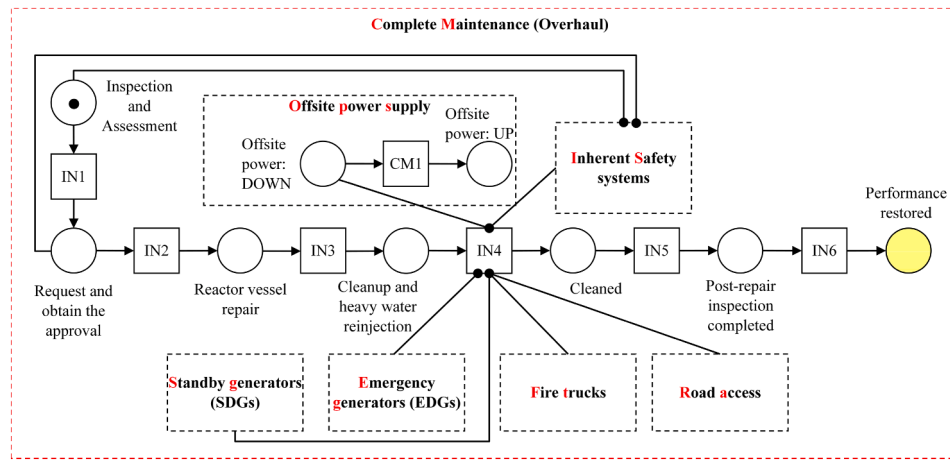 Complete Maintenance (Overhaul)
Inspection
and
Assessment
Offsite power supply
Offsite
power: UP
Offsite
power:
DOWN
CM1
Inherent Safety
systems
IN1
Performance
restored
IN2
IN3
IN4
IN5
IN6
Request and
obtain the
approval
Reactor vessel
repair
Cleanup and
heavy water
reinjection
Cleaned
Post-repair
inspection
completed
Standby generators
(SDGs)
Emergency
generators (EDGs)
Fire trucks
Road access